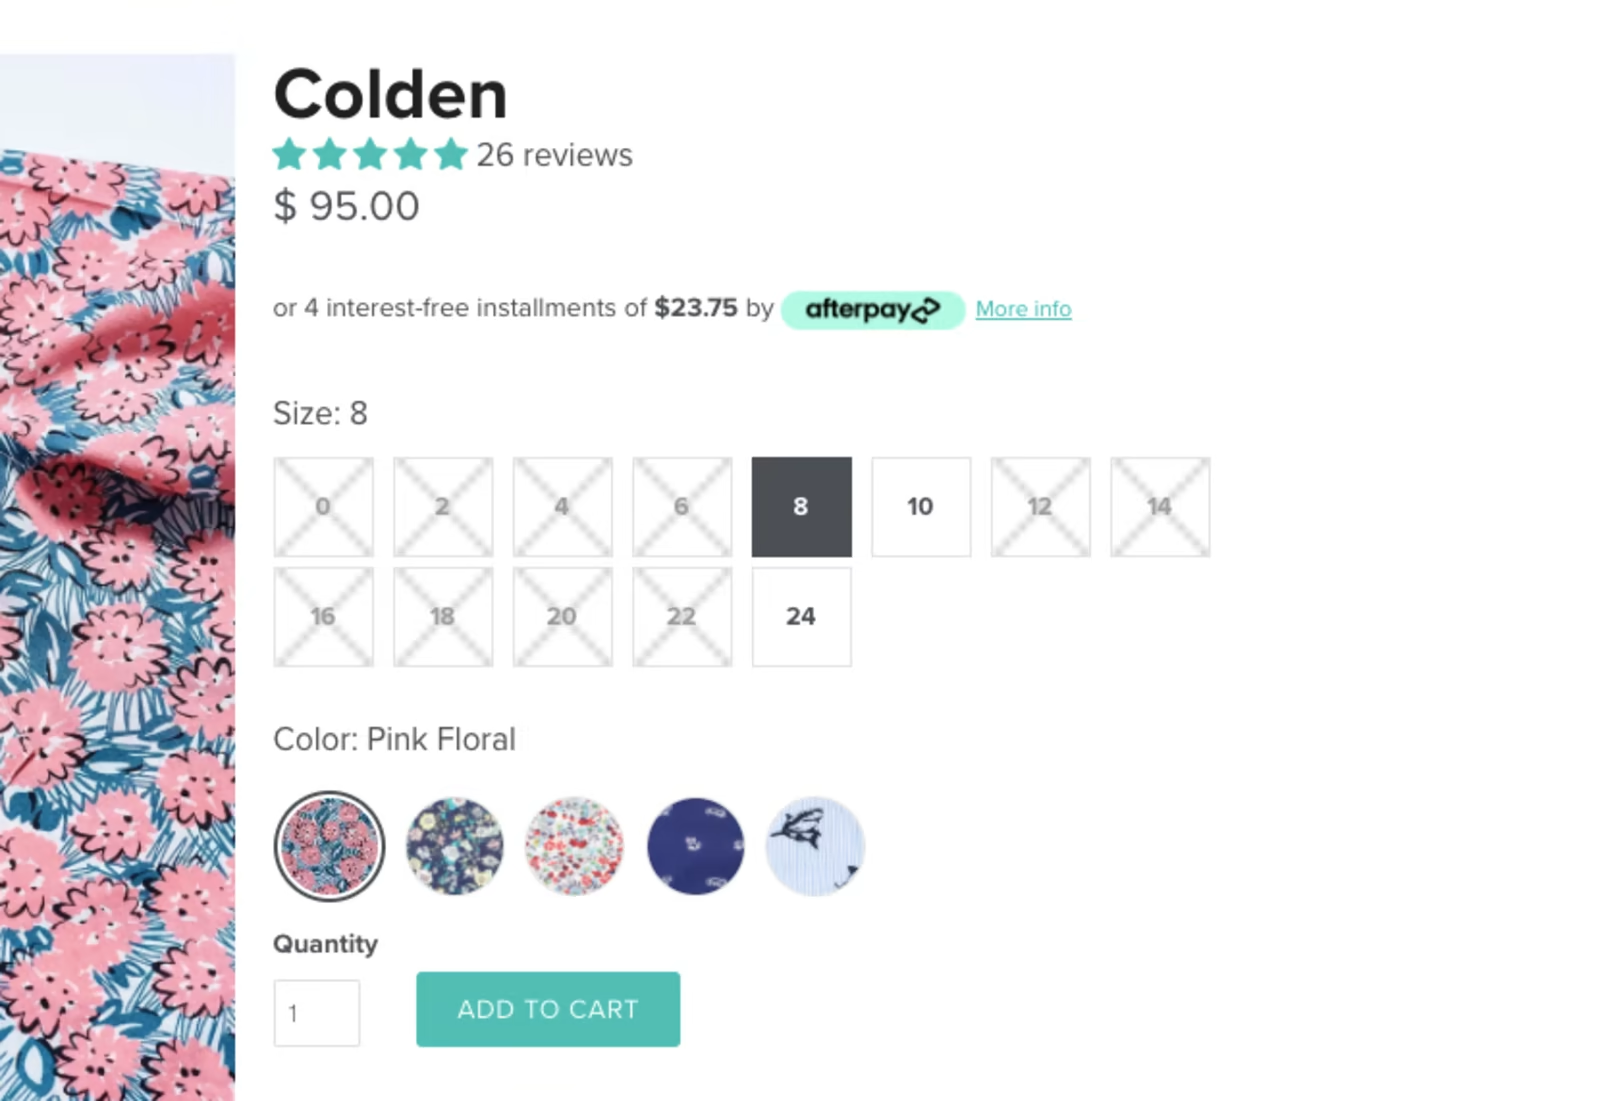 Colden
26 reviews
$ 95.00
or 4 interest-free installments of $23.75 by afterpay More info
Size: 8
0 2 4 6 8 10 12 14
16 18 20 22 24
Color: Pink Floral
Quantity
1 ADD TO CART